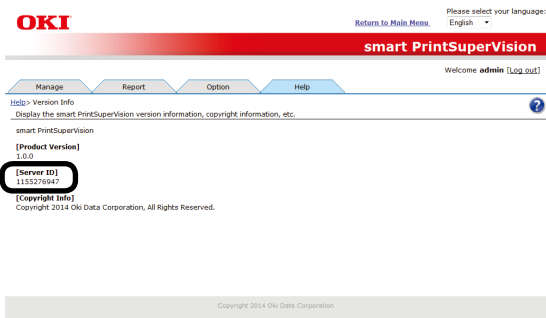 Please select your language:
OKI
Return to Main Menu English
smart PrintSuperVision
Welcome admin [Log out]
Manage Report Option Help
Help> Version Info
?
Display the smart PrintSuperVision version information, copyright information, etc.
smart PrintSuperVision
[Product Version]
1.0.0
[Server ID]
1155276947
[Copyright Info]
Copyright 2014 Oki Data Corporation, All Rights Reserved.
Copyright 2014 Oki Data Corporation